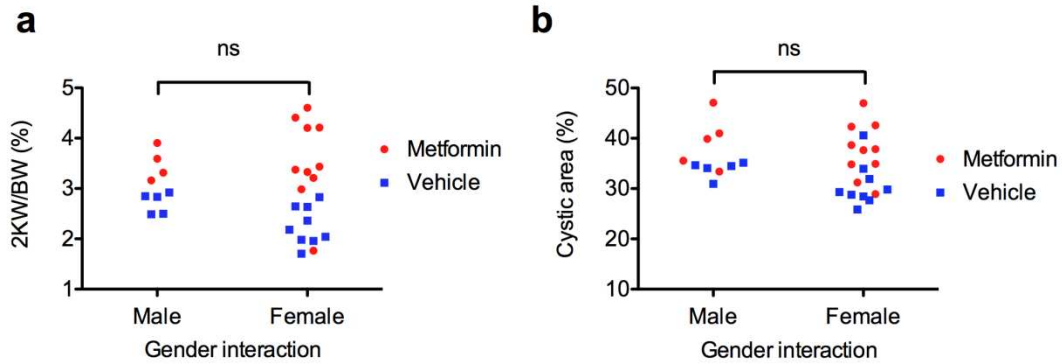 a
ns
2KW/BW (%)
5
4
3
2
1
Male
Female
Gender interaction
Metformin
Vehicle
b
ns
Cystic area (%)
50
40
30
20
10
Male
Female
Gender interaction
Metformin
Vehicle